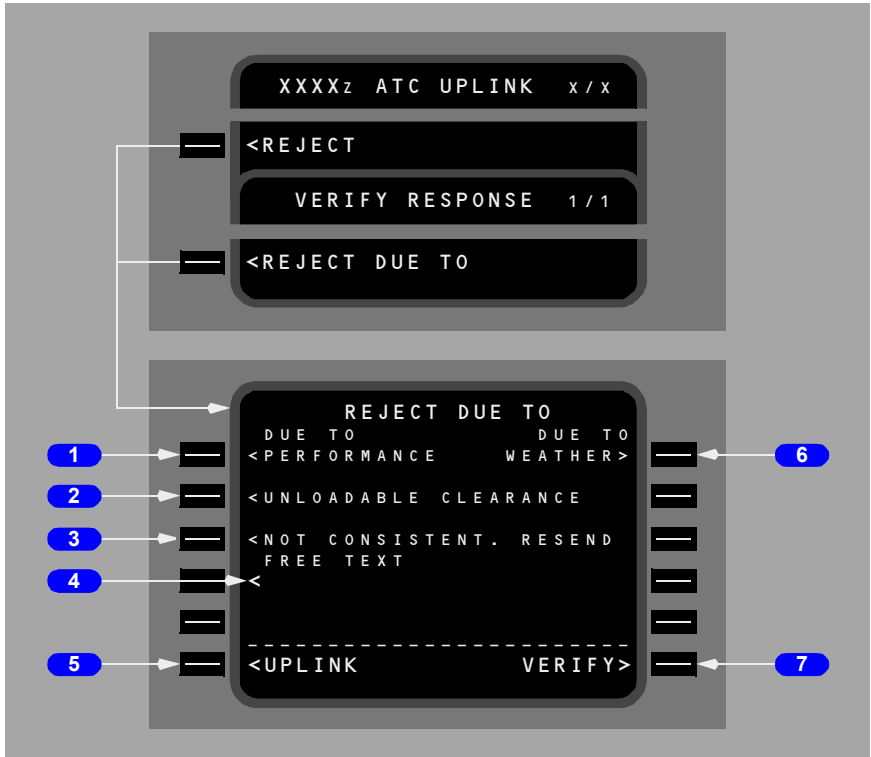 XXXXZ ATC UPLINK X/X
<REJECT
VERIFY RESPONSE 1/1
<REJECT DUE TO
REJECT DUE TO
DUE TO DUE TO
1 <PERFORMANCE WEATHER> 6
2 <UNLOADABLE CLEARANCE
3 <NOT CONSISTENT. RESEND
FREE TEXT
4 <
------------------------
5 <UPLINK VERIFY> 7